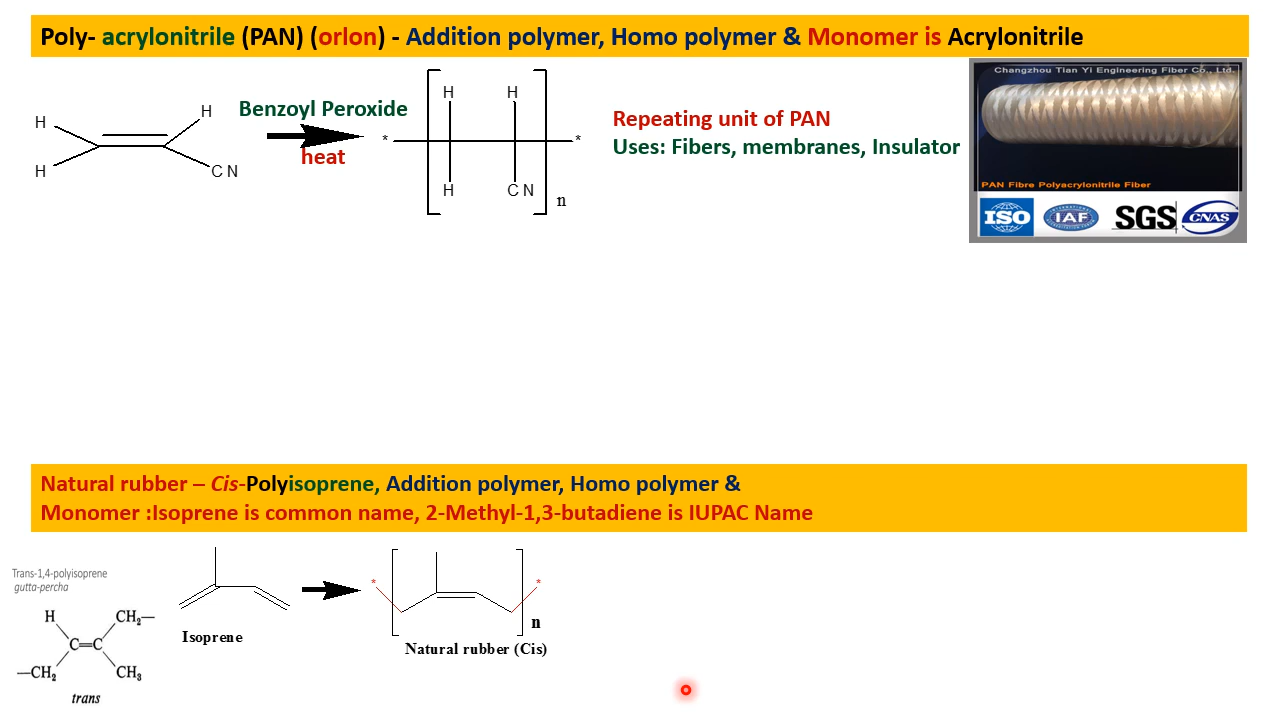 Poly- acrylonitrile (PAN) (orlon) - Addition polymer, Homo polymer & Monomer is Acrylonitrile
H
H
H
CN
Benzoyl Peroxide
heat
*
H
H
H
CN
*
n
Repeating unit of PAN
Uses: Fibers, membranes, Insulator
Changzhou Tian Yi Engineering Fiber Co., Ltd.
PAN Fibre Polyacrylonitrile Fiber
ISO
IAF
SGS
CNAS
Natural rubber – Cis-Polyisoprene, Addition polymer, Homo polymer &
Monomer :Isoprene is common name, 2-Methyl-1,3-butadiene is IUPAC Name
Trans-1,4-polyisoprene
gutta-percha
H
CH2—
C=C
—CH2
CH3
trans
Isoprene
*
*
n
Natural rubber (Cis)